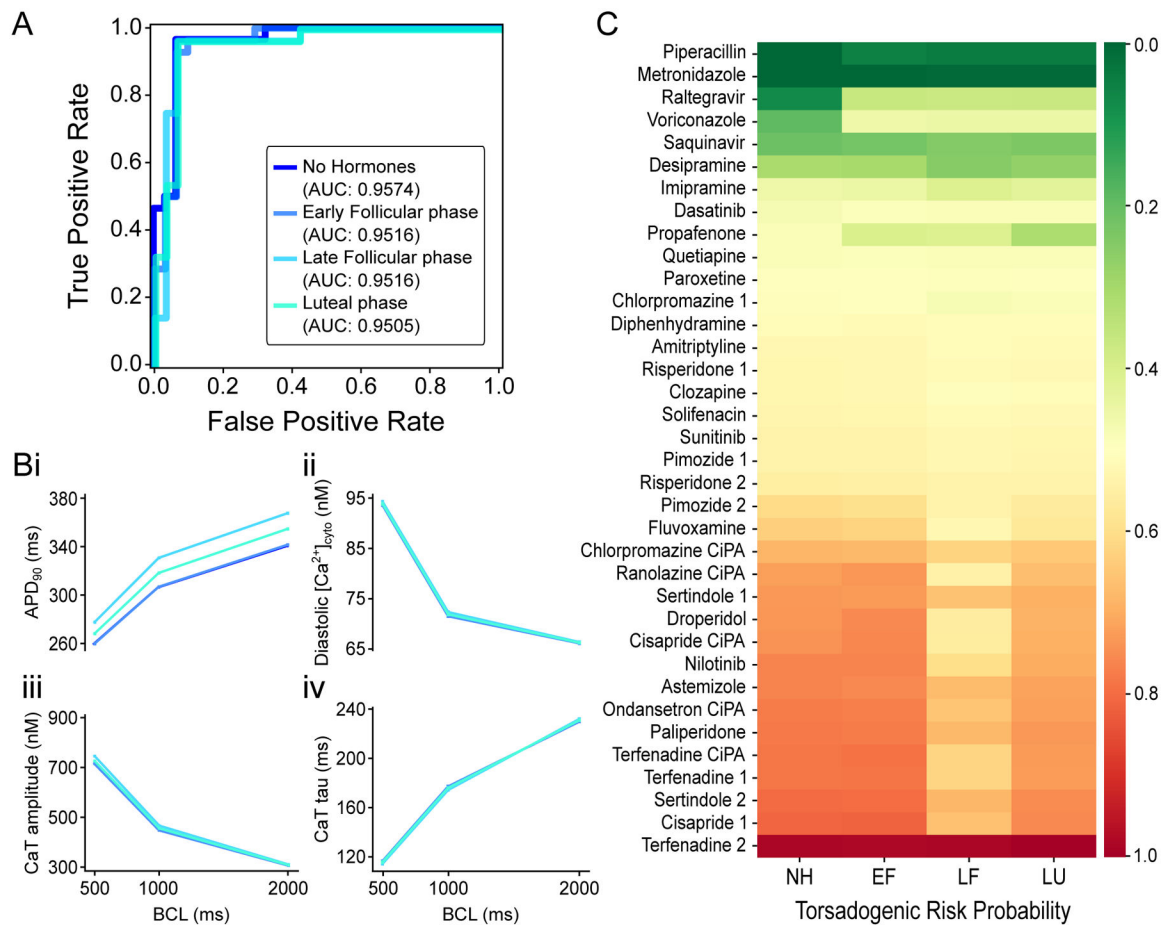 A
True Positive Rate
1.0
0.8
0.6
0.4
0.2
0.0
0.0
0.2
0.4
0.6
0.8
1.0
False Positive Rate
No Hormones
(AUC: 0.9574)
Early Follicular phase
(AUC: 0.9516)
Late Follicular phase
(AUC: 0.9516)
Luteal phase
(AUC: 0.9505)
Bi
APD90 (ms)
380
340
300
260
ii
Diastolic [Ca2+]cyto (nM)
95
85
75
65
iii
CaT amplitude (nM)
900
700
500
300
500
1000
2000
BCL (ms)
iv
CaT tau (ms)
240
200
160
120
500
1000
2000
BCL (ms)
C
Piperacillin
Metronidazole
Raltegravir
Voriconazole
Saquinavir
Desipramine
Imipramine
Dasatinib
Propafenone
Quetiapine
Paroxetine
Chlorpromazine 1
Diphenhydramine
Amitriptyline
Risperidone 1
Clozapine
Solifenacin
Sunitinib
Pimozide 1
Risperidone 2
Pimozide 2
Fluvoxamine
Chlorpromazine CiPA
Ranolazine CiPA
Sertindole 1
Droperidol
Cisapride CiPA
Nilotinib
Astemizole
Ondansetron CiPA
Paliperidone
Terfenadine CiPA
Terfenadine 1
Sertindole 2
Cisapride 1
Terfenadine 2
NH
EF
LF
LU
Torsadogenic Risk Probability
0.0
0.2
0.4
0.6
0.8
1.0